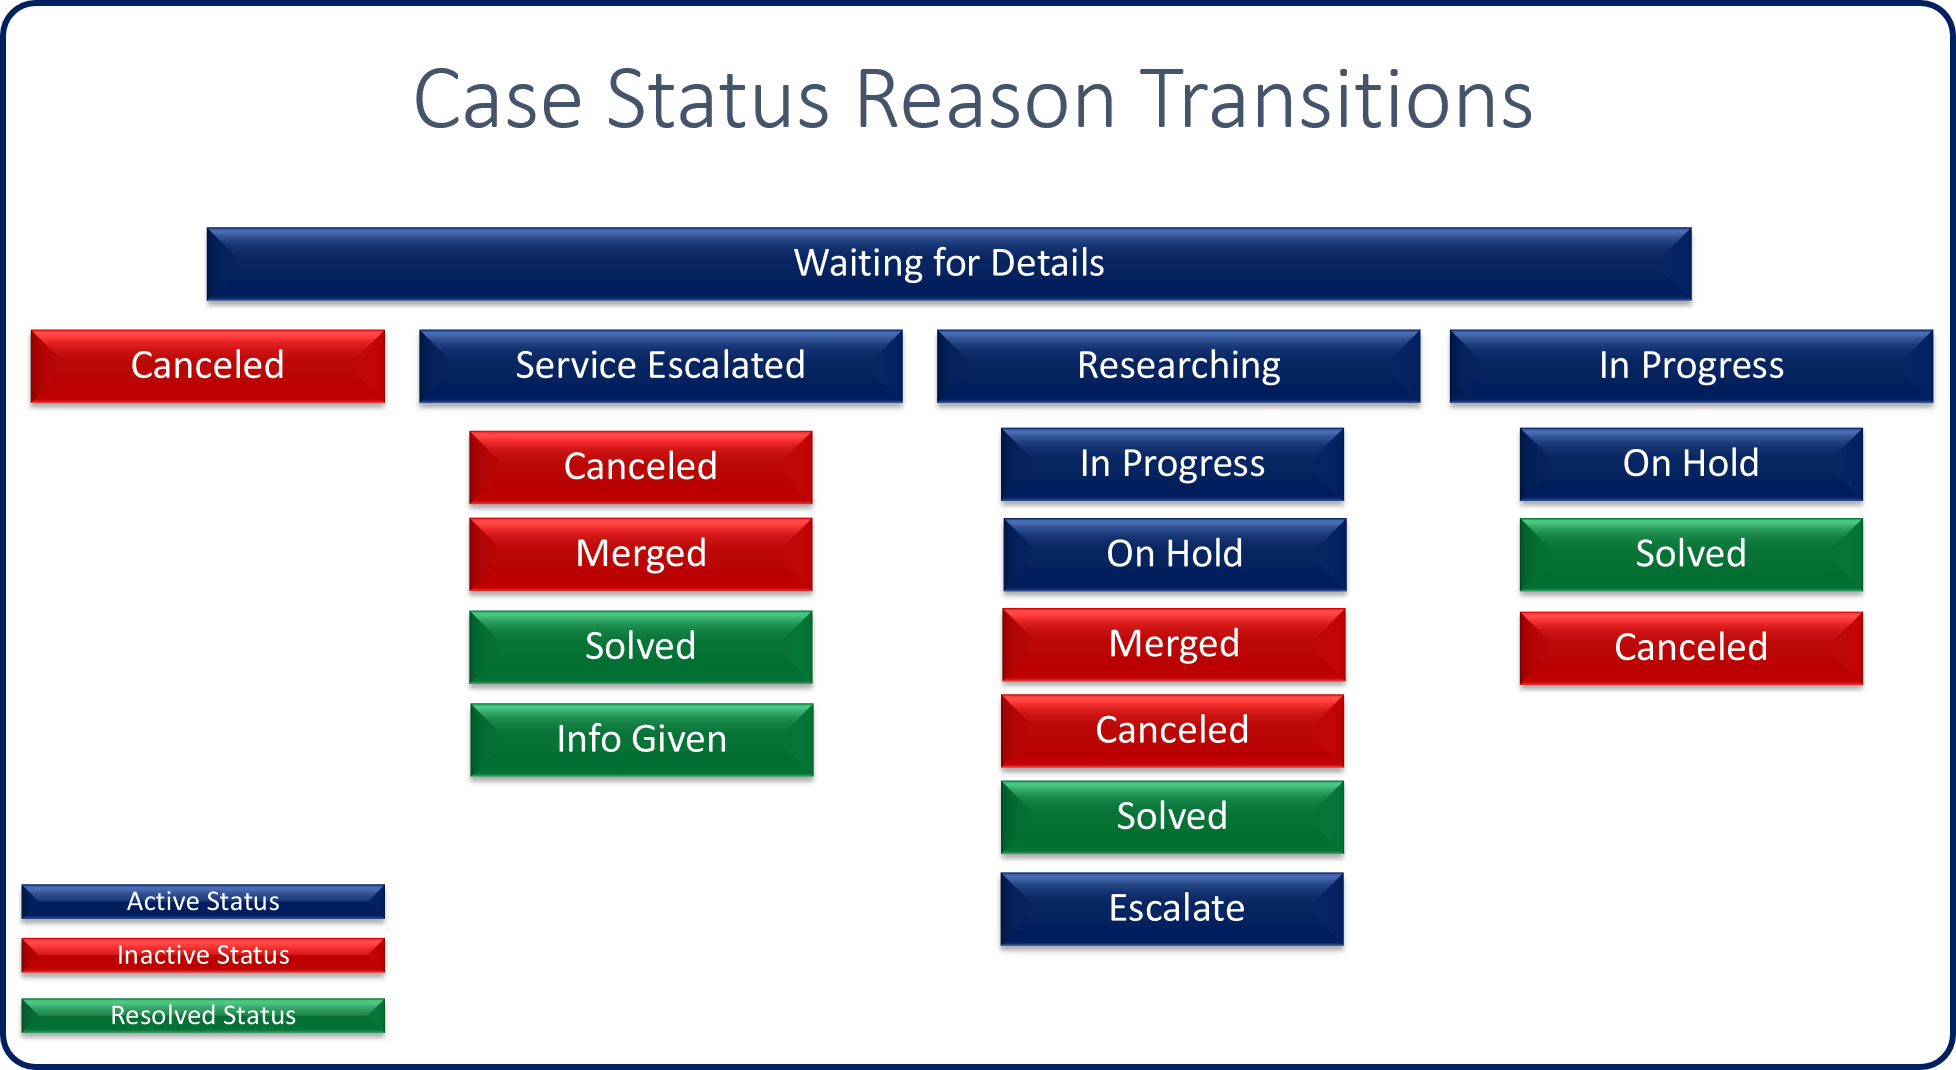 Case Status Reason Transitions
Waiting for Details
Canceled
Service Escalated
Researching
In Progress
Canceled
Merged
Solved
Info Given
In Progress
On Hold
Merged
Canceled
Solved
Escalate
On Hold
Solved
Canceled
Active Status
Inactive Status
Resolved Status